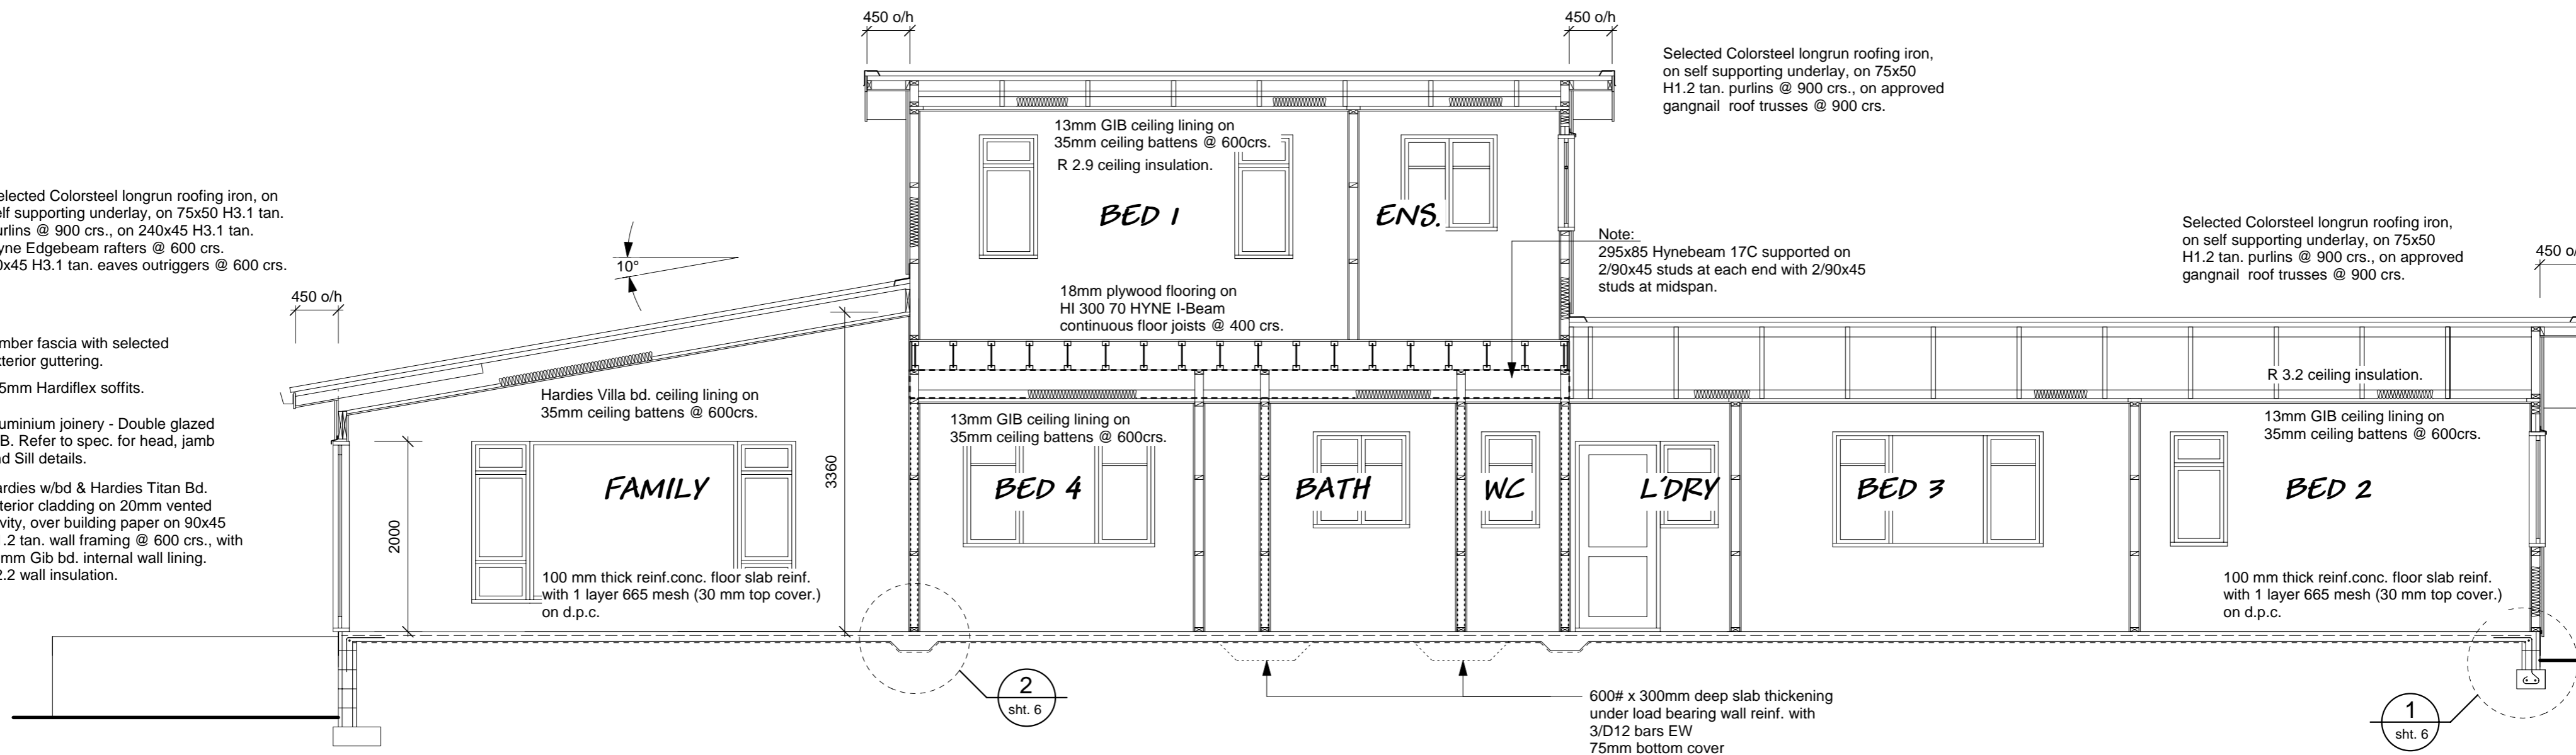 450 o/h
450 o/h
Selected Colorsteel longrun roofing iron,
on self supporting underlay, on 75x50
H1.2 tan. purlins @ 900 crs., on approved
gangnail roof trusses @ 900 crs.
13mm GIB ceiling lining on
35mm ceiling battens @ 600crs.
R 2.9 ceiling insulation.
BED 1
ENS.
18mm plywood flooring on
HI 300 70 HYNE I-Beam
continuous floor joists @ 400 crs.
elected Colorsteel longrun roofing iron, on
elf supporting underlay, on 75x50 H3.1 tan.
urlins @ 900 crs., on 240x45 H3.1 tan.
yne Edgebeam rafters @ 600 crs.
0x45 H3.1 tan. eaves outriggers @ 600 crs.
10°
450 o/h
Note:
295x85 Hynebeam 17C supported on
2/90x45 studs at each end with 2/90x45
studs at midspan.
Selected Colorsteel longrun roofing iron,
on self supporting underlay, on 75x50
H1.2 tan. purlins @ 900 crs., on approved
gangnail roof trusses @ 900 crs.
450 o/
mber fascia with selected
xterior guttering.
5mm Hardiflex soffits.
uminium joinery - Double glazed
B. Refer to spec. for head, jamb
nd Sill details.
ardies w/bd & Hardies Titan Bd.
terior cladding on 20mm vented
vity, over building paper on 90x45
.2 tan. wall framing @ 600 crs., with
mm Gib bd. internal wall lining.
2.2 wall insulation.
Hardies Villa bd. ceiling lining on
35mm ceiling battens @ 600crs.
2000
FAMILY
3360
100 mm thick reinf.conc. floor slab reinf.
with 1 layer 665 mesh (30 mm top cover.)
on d.p.c.
13mm GIB ceiling lining on
35mm ceiling battens @ 600crs.
BED 4
BATH
WC
L'DRY
BED 3
R 3.2 ceiling insulation.
13mm GIB ceiling lining on
35mm ceiling battens @ 600crs.
BED 2
100 mm thick reinf.conc. floor slab reinf.
with 1 layer 665 mesh (30 mm top cover.)
on d.p.c.
2
sht. 6
600# x 300mm deep slab thickening
under load bearing wall reinf. with
3/D12 bars EW
75mm bottom cover
1
sht. 6